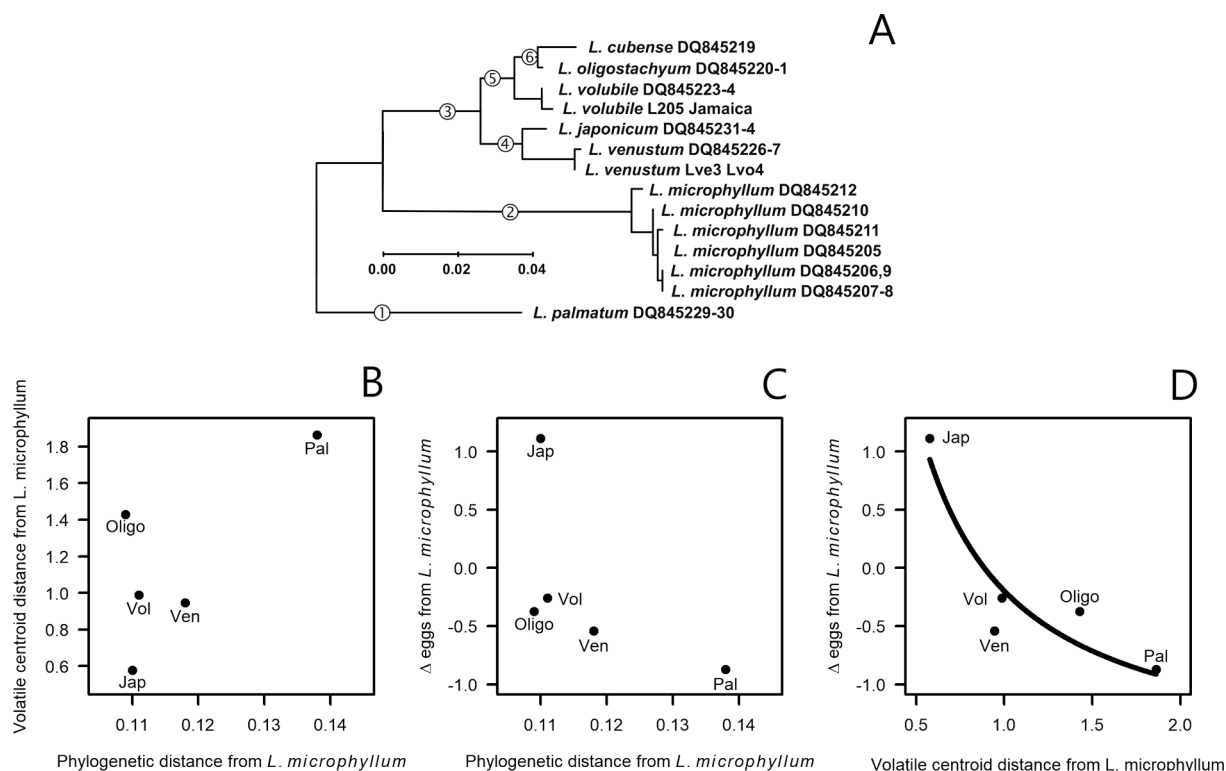 A
L. cubense DQ845219
6
L. oligostachyum DQ845220-1
5
L. volubile DQ845223-4
L. volubile L205 Jamaica
3
L. japonicum DQ845231-4
4
L. venustum DQ845226-7
L. venustum Lve3 Lvo4
L. microphyllum DQ845212
2
L. microphyllum DQ845210
L. microphyllum DQ845211
L. microphyllum DQ845205
0.00 0.02 0.04
L. microphyllum DQ845206,9
L. microphyllum DQ845207-8
1
L. palmatum DQ845229-30
B
Volatile centroid distance from L. microphyllum
1.8
1.6
1.4
1.2
1.0
0.8
0.6
Pal
Oligo
Vol
Ven
Jap
0.11 0.12 0.13 0.14
Phylogenetic distance from L. microphyllum
C
Δ eggs from L. microphyllum
1.0
0.5
0.0
-0.5
-1.0
Jap
Vol
Oligo
Ven
Pal
0.11 0.12 0.13 0.14
Phylogenetic distance from L. microphyllum
D
Δ eggs from L. microphyllum
1.0
0.5
0.0
-0.5
-1.0
Jap
Vol
Oligo
Ven
Pal
0.5 1.0 1.5 2.0
Volatile centroid distance from L. microphyllum